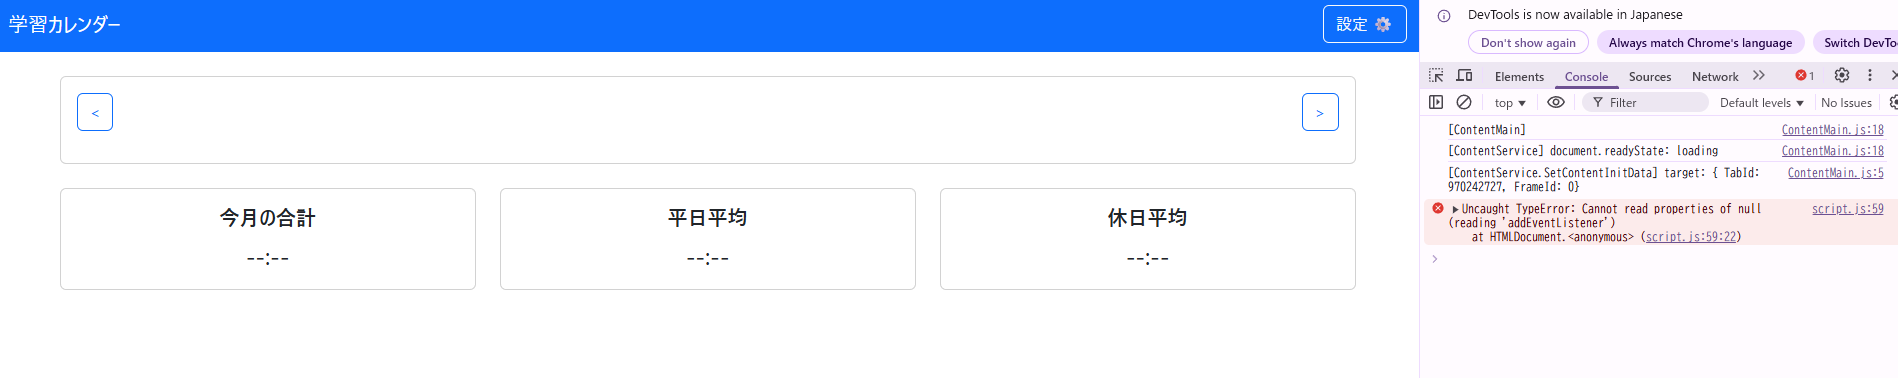 学習カレンダー
設定
<
>
今月の合計
--:--
平日平均
--:--
休日平均
--:--
DevTools is now available in Japanese
Don't show again
Always match Chrome's language
Switch DevToo
Elements
Console
Sources
Network
1
top
Filter
Default levels
No Issues
[ContentMain] ContentMain.js:18
[ContentService] document.readyState: loading ContentMain.js:18
[ContentService.SetContentInitData] target: { TabId: ContentMain.js:5
970242727, FrameId: 0}
Uncaught TypeError: Cannot read properties of null script.js:59
(reading 'addEventListener')
at HTMLDocument.<anonymous> (script.js:59:22)